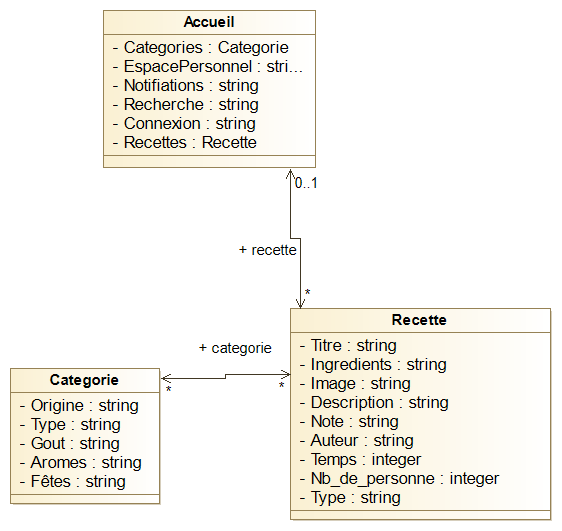 Accueil
- Categories : Categorie
- EspacePersonnel : stri...
- Notifiations : string
- Recherche : string
- Connexion : string
- Recettes : Recette
0..1
+ recette
*
Recette
- Titre : string
- Ingredients : string
- Image : string
- Description : string
- Note : string
- Auteur : string
- Temps : integer
- Nb_de_personne : integer
- Type : string
+ categorie
*
*
Categorie
- Origine : string
- Type : string
- Gout : string
- Aromes : string
- Fêtes : string